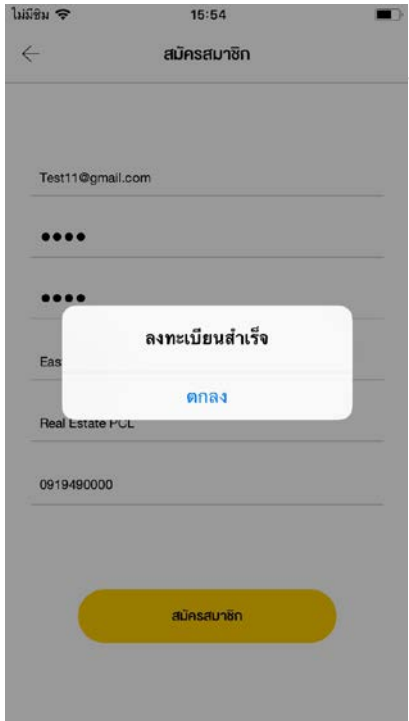 ไม่มีซิม 15:54
สมัครสมาชิก
Test11@gmail.com
••••
••••
ลงทะเบียนสำเร็จ
Eas
ตกลง
Real Estate PCL
0919490000
สมัครสมาชิก